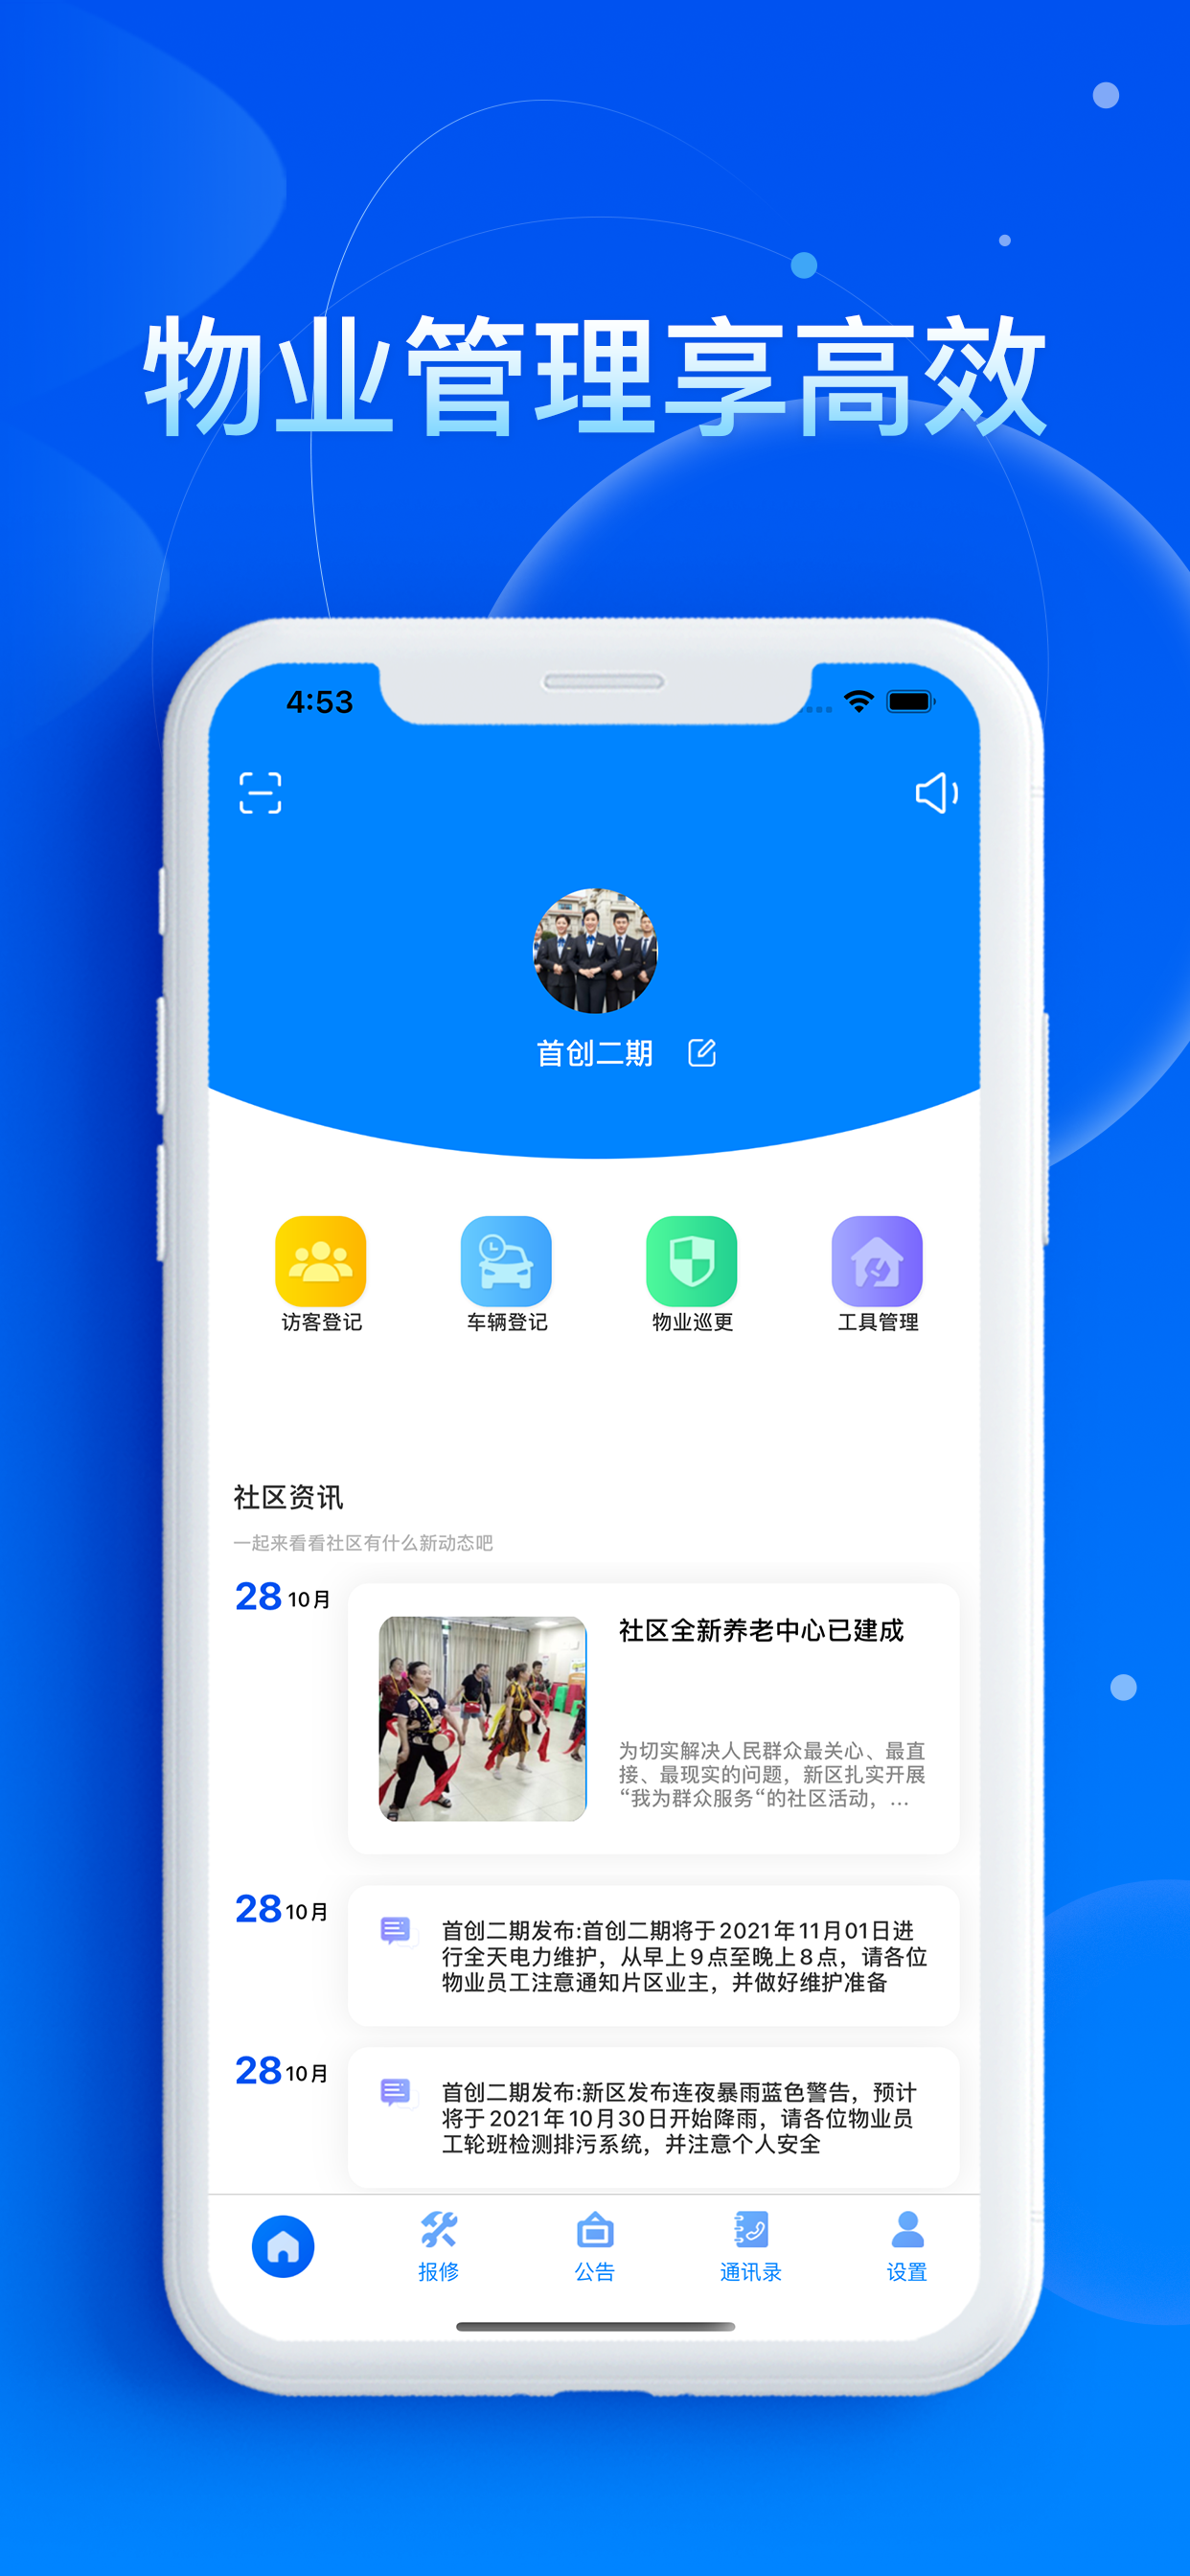 物业管理享高效
4:53
首创二期
访客登记 车辆登记 物业巡更 工具管理
社区资讯
一起来看看社区有什么新动态吧
28 10月
社区全新养老中心已建成
为切实解决人民群众最关心、最直
接、最现实的问题，新区扎实开展
“我为群众服务“的社区活动，...
28 10月
首创二期发布:首创二期将于2021年11月01日进
行全天电力维护，从早上9点至晚上8点，请各位
物业员工注意通知片区业主，并做好维护准备
28 10月
首创二期发布:新区发布连夜暴雨蓝色警告，预计
将于2021年10月30日开始降雨，请各位物业员
工轮班检测排污系统，并注意个人安全
报修 公告 通讯录 设置